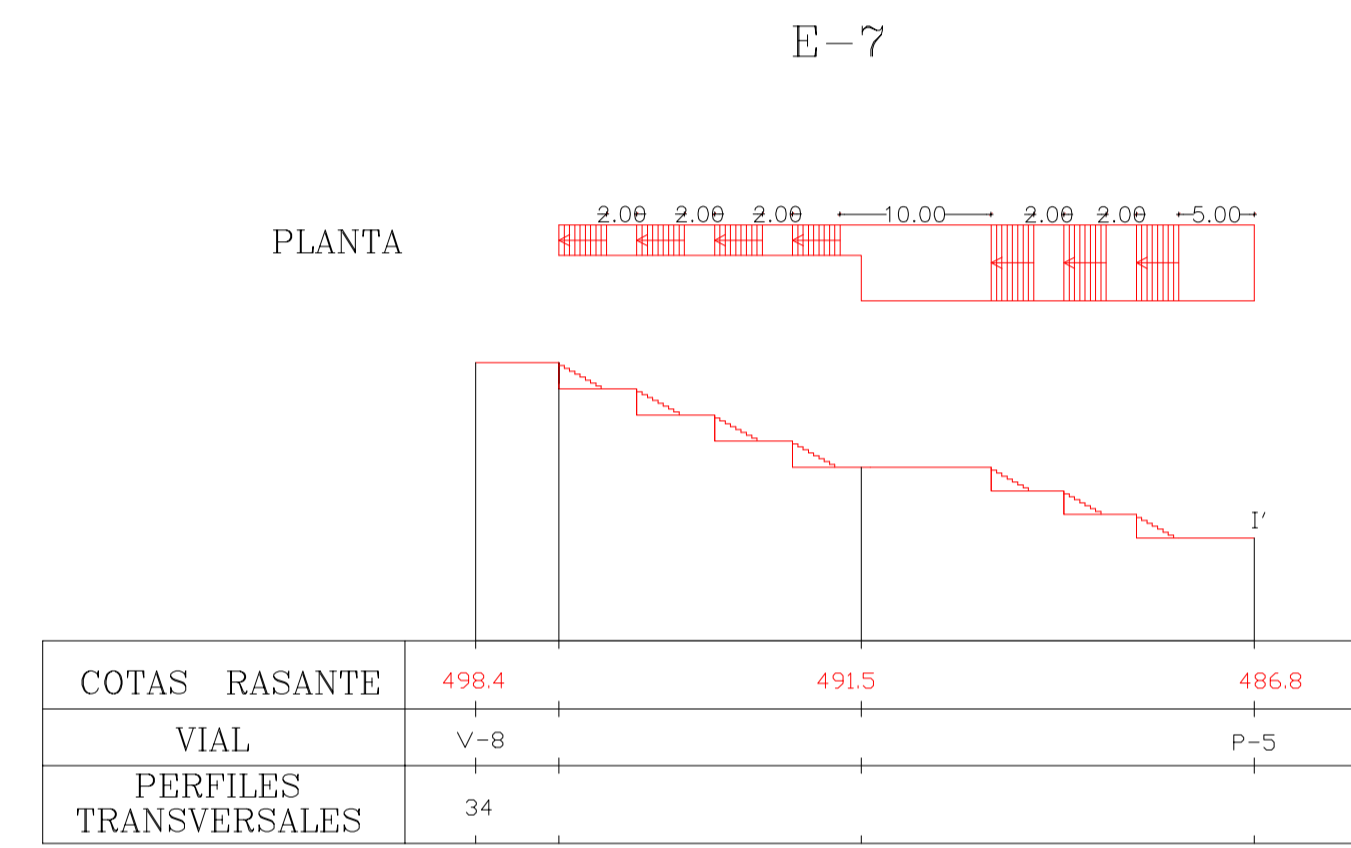 E-7
2.00 2.00 2.00 10.00 2.00 2.00 5.00
PLANTA
I'
COTAS RASANTE 498.4 491.5 486.8
VIAL V-8 P-5
PERFILES
TRANSVERSALES 34